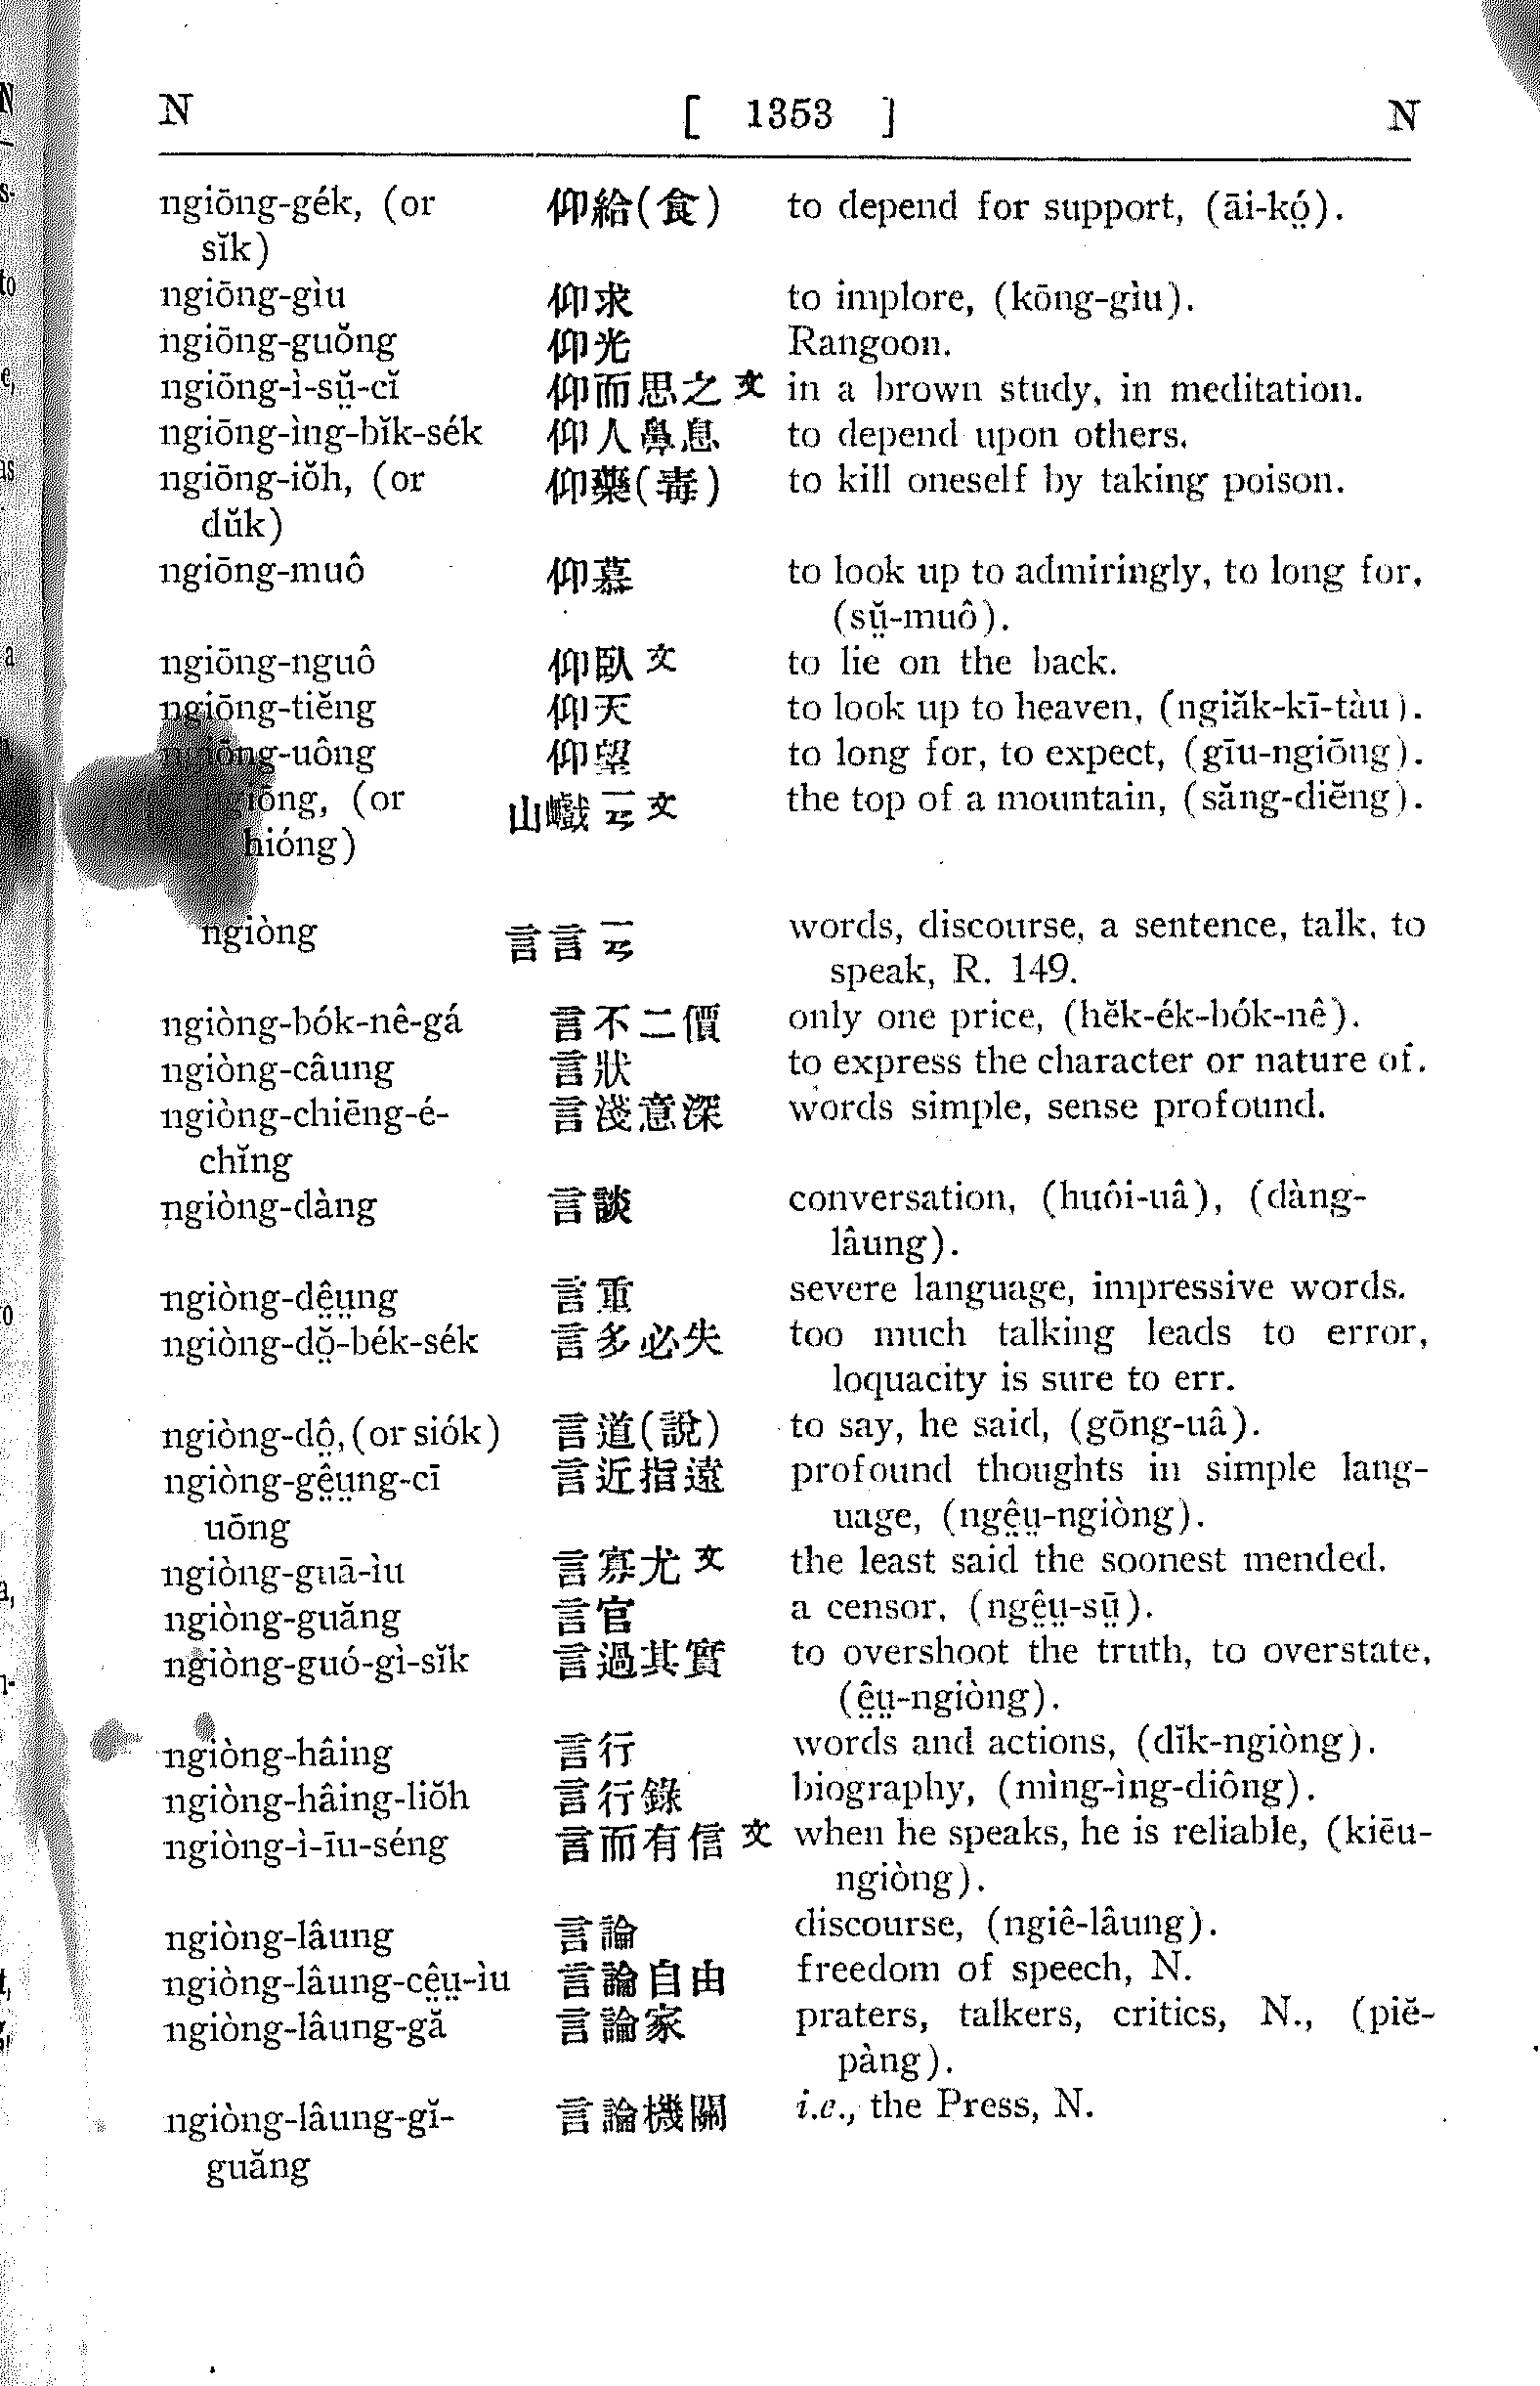 N [ 1353 ] N
ngiōng-gék, (or 仰給(食) to depend for support, (āi-kó̤).
sĭk)
ngiōng-gìu 仰求 to implore, (kōng-gìu).
ngiōng-guŏng 仰光 Rangoon.
ngiōng-ì-sṳ̆-cĭ 仰而思之 文 in a brown study, in meditation.
ngiōng-ìng-bĭk-sék 仰人鼻息 to depend upon others.
ngiōng-iŏh, (or 仰藥(毒) to kill oneself by taking poison.
dŭk)
ngiōng-muô 仰慕 to look up to admiringly, to long for,
(sṳ̆-muô).
ngiōng-nguô 仰臥 文 to lie on the back.
ngiōng-tiĕng 仰天 to look up to heaven, (ngiăk-kī-tàu).
ngiōng-uông 仰望 to long for, to expect, (gīu-ngiōng).
ngiōng, (or 山巘 文 the top of a mountain, (săng-diĕng).
hióng)
ngiòng 言言 words, discourse, a sentence, talk, to
speak, R. 149.
ngiòng-bók-nê-gá 言不二價 only one price, (hĕk-ék-bók-nê).
ngiòng-câung 言狀 to express the character or nature of.
ngiòng-chiēng-é- 言淺意深 words simple, sense profound.
chĭng
ngiòng-dàng 言談 conversation, (huôi-uâ), (dàng-
lâung).
ngiòng-dê̤ṳng 言重 severe language, impressive words.
ngiòng-dŏ̤-bék-sék 言多必失 too much talking leads to error,
loquacity is sure to err.
ngiòng-dô̤, (or siók) 言道(說) to say, he said, (gōng-uâ).
ngiòng-gê̤ṳng-cī 言近指遠 profound thoughts in simple lang-
uōng uage, (ngê̤ṳ-ngiòng).
ngiòng-guā-ìu 言寡尤 文 the least said the soonest mended.
ngiòng-guăng 言官 a censor, (ngê̤ṳ-sṳ̄).
ngiòng-guó-gì-sĭk 言過其實 to overshoot the truth, to overstate,
(ê̤ṳ-ngiòng).
ngiòng-hâing 言行 words and actions, (dĭk-ngiòng).
ngiòng-hâing-liŏh 言行錄 biography, (mìng-ìng-diông).
ngiòng-ì-īu-séng 言而有信 文 when he speaks, he is reliable, (kiēu-
ngiòng).
ngiòng-lâung 言論 discourse, (ngiê-lâung).
ngiòng-lâung-cê̤ṳ-ìu 言論自由 freedom of speech, N.
ngiòng-lâung-gă 言論家 praters, talkers, critics, N., (piĕ-
pàng).
ngiòng-lâung-gĭ- 言論機關 i.e., the Press, N.
guăng